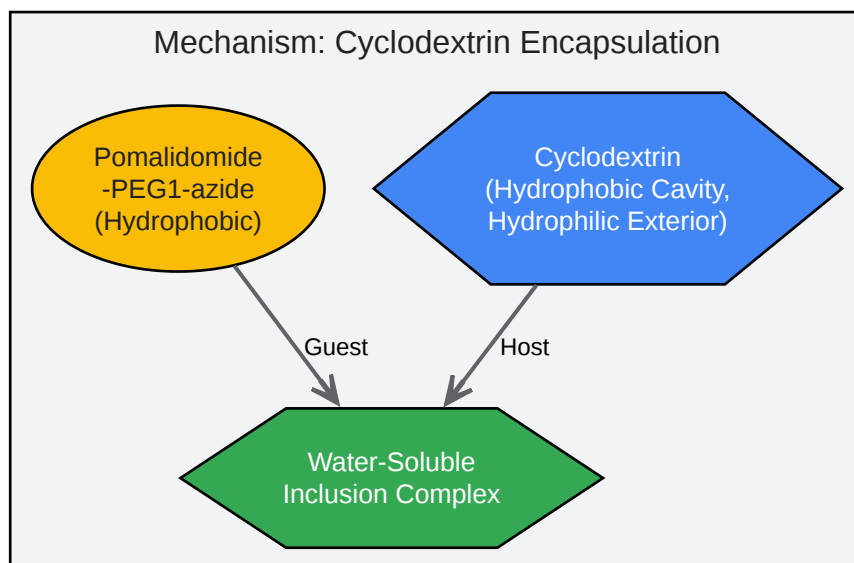 Mechanism: Cyclodextrin Encapsulation
Pomalidomide
-PEG1-azide
(Hydrophobic)
Cyclodextrin
(Hydrophobic Cavity,
Hydrophilic Exterior)
Guest
Host
Water-Soluble
Inclusion Complex